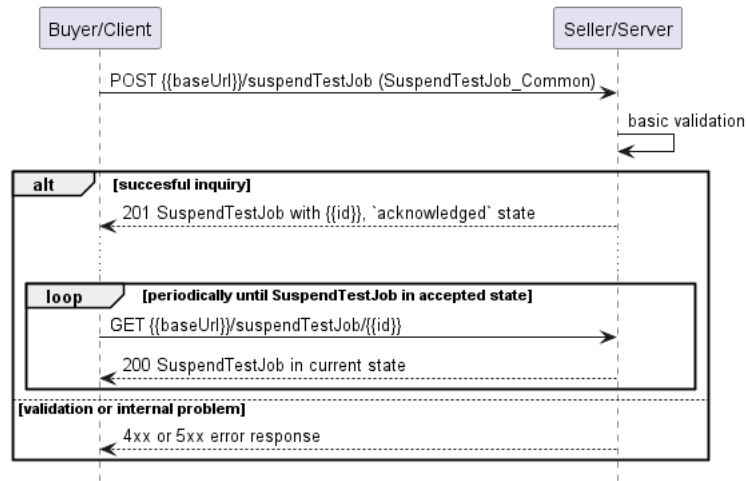 Buyer/Client
Seller/Server
POST {{baseUrl}}/suspendTestJob (SuspendTestJob_Common)
basic validation
alt
[succesful inquiry]
201 SuspendTestJob with {{id}}, `acknowledged` state
loop
[periodically until SuspendTestJob in accepted state]
GET {{baseUrl}}/suspendTestJob/{{id}}
200 SuspendTestJob in current state
[validation or internal problem]
4xx or 5xx error response